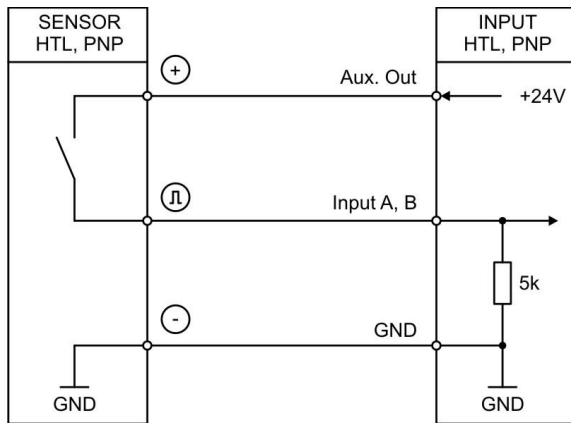 SENSOR
HTL, PNP
INPUT
HTL, PNP
+
Aux. Out
+24V
Input A, B
5k
-
GND
GND
GND